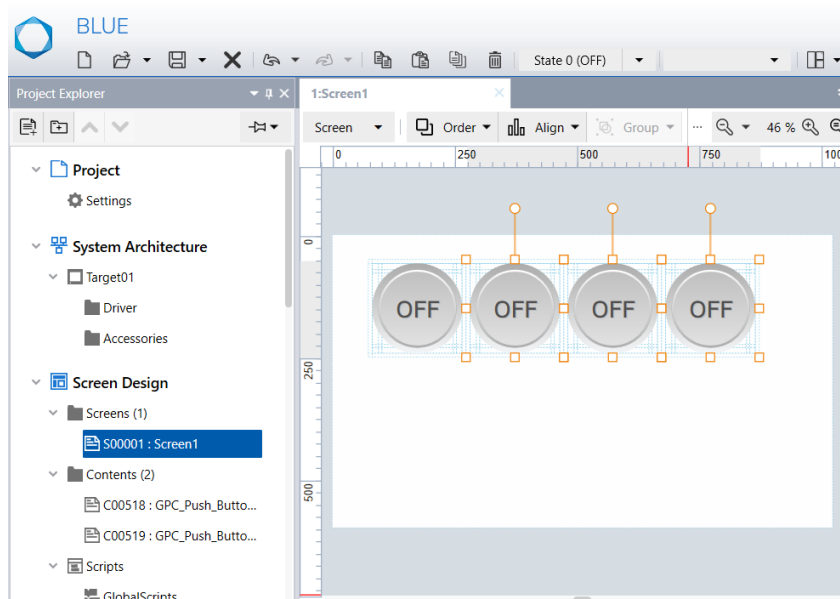 BLUE
State 0 (OFF)
Project Explorer
1:Screen1
Screen Order Align Group ... 46 %
0 250 500 750 100
Project
Settings
System Architecture
Target01
Driver
Accessories
Screen Design
Screens (1)
S00001 : Screen1
Contents (2)
C00518 : GPC_Push_Butto...
C00519 : GPC_Push_Butto...
Scripts
GlobalScripts
0
250
500
OFF OFF OFF OFF